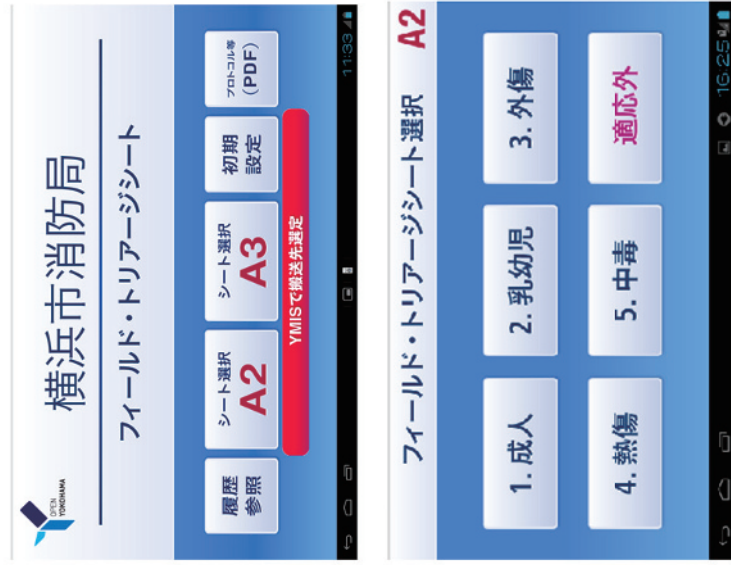 OPEN
YOKOHAMA
横浜市消防局
フィールド・トリアージシート
履歴
参照
シート選択
A2
シート選択
A3
初期
設定
プロトコル等
(PDF)
YMISで搬送先選定
11:33
フィールド・トリアージシート選択 A2
1. 成人
2. 乳幼児
3. 外傷
4. 熱傷
5. 中毒
適応外
16:25